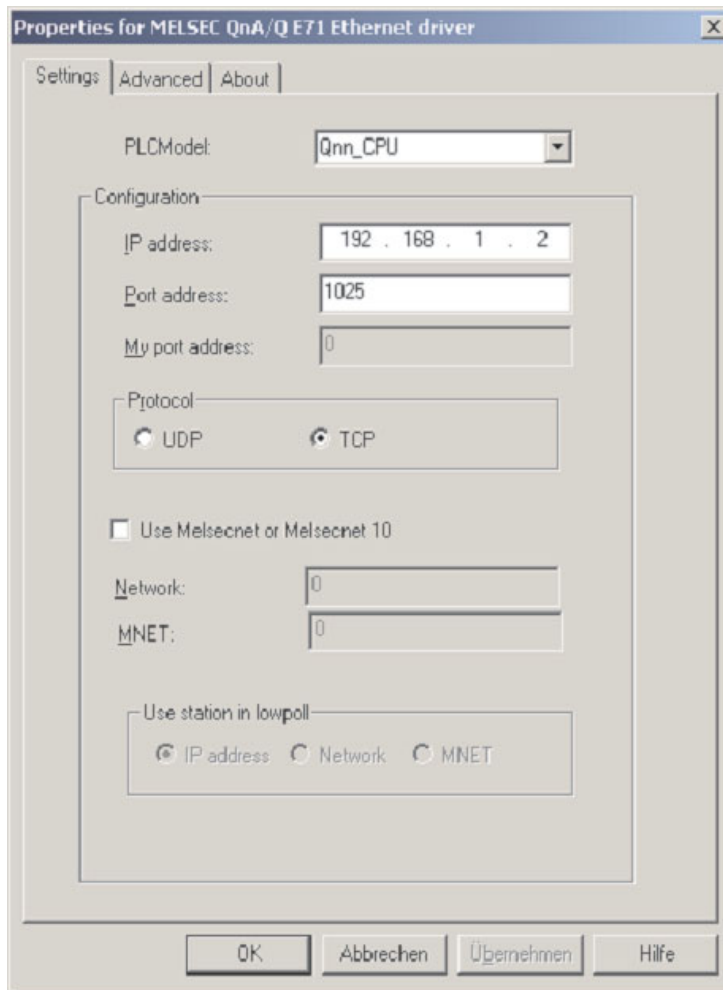 Properties for MELSEC QnA/Q E71 Ethernet driver
Settings Advanced About
PLCModel: Qnn_CPU
Configuration
IP address: 192 . 168 . 1 . 2
Port address: 1025
My port address: 0
Protocol
UDP TCP
Use Melsecnet or Melsecnet 10
Network: 0
MNET: 0
Use station in lowpoll
IP address Network MNET
OK Abbrechen Übernehmen Hilfe